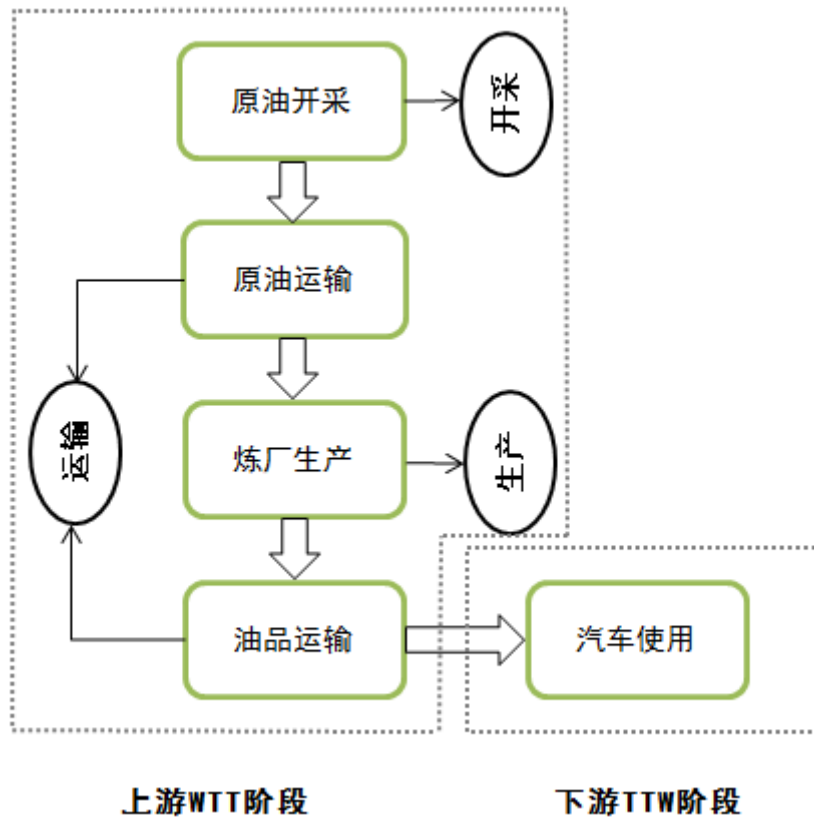 原油开采
开采
原油运输
运输
炼厂生产
生产
油品运输
汽车使用
上游WTT阶段
下游TTW阶段